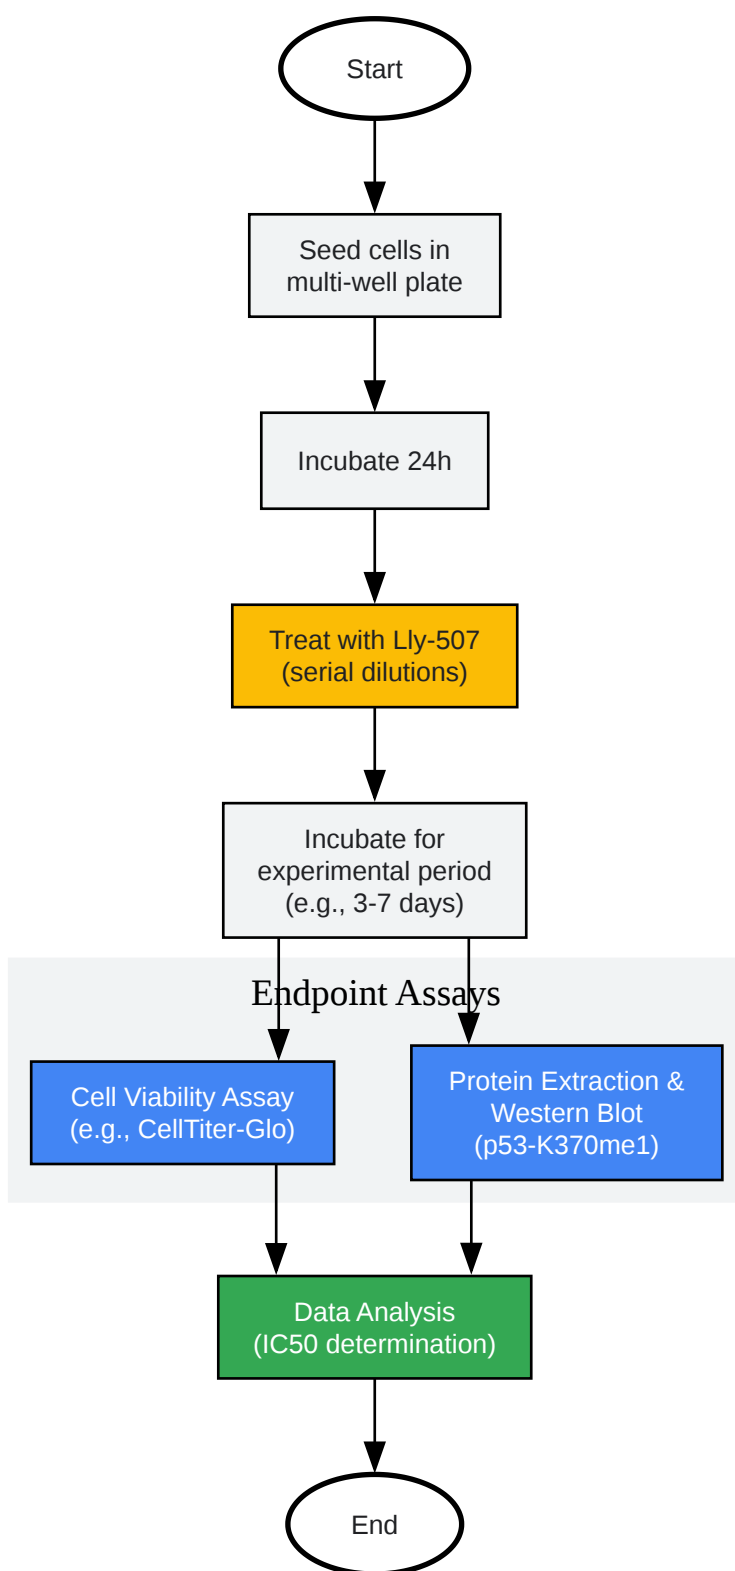 Start
Seed cells in
multi-well plate
Incubate 24h
Treat with Lly-507
(serial dilutions)
Incubate for
experimental period
(e.g., 3-7 days)
Endpoint Assays
Cell Viability Assay
(e.g., CellTiter-Glo)
Protein Extraction &
Western Blot
(p53-K370me1)
Data Analysis
(IC50 determination)
End